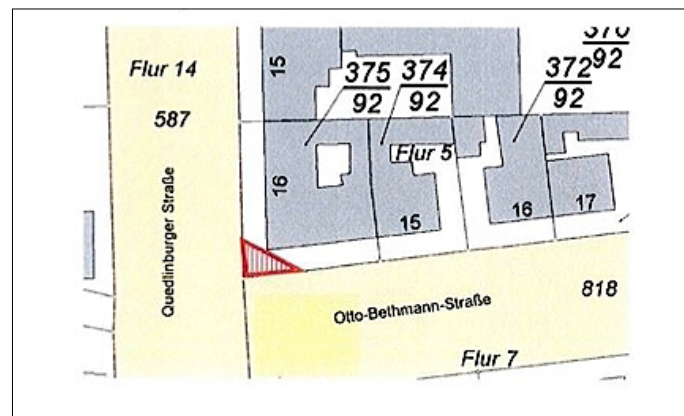 Flur 14
587
Quedlinburger Straße
15
16
375
92
374
92
Flur 5
15
372
92
92
16
17
Otto-Bethmann-Straße
818
Flur 7